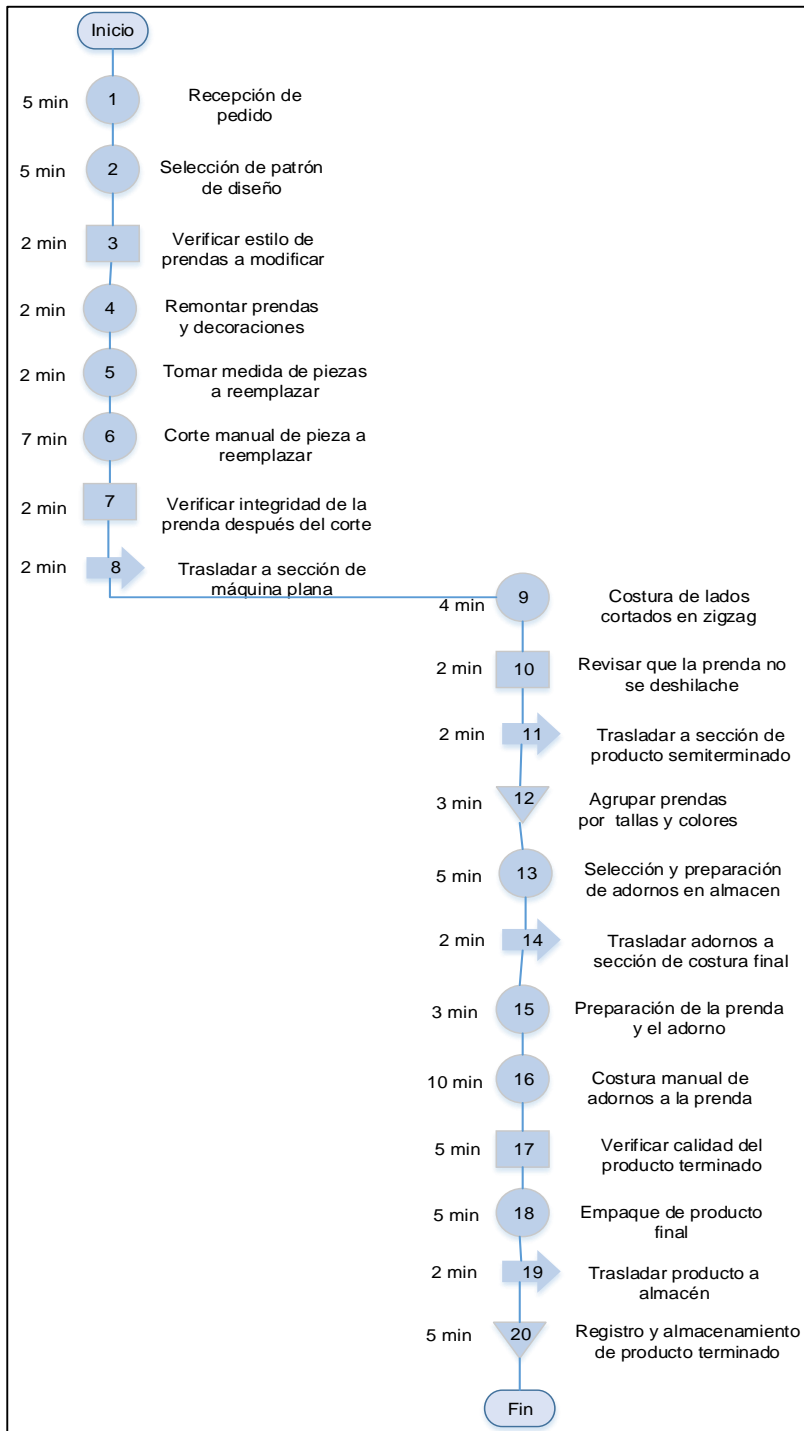 Inicio
5 min
1
Recepción de
pedido
5 min
2
Selección de patrón
de diseño
2 min
3
Verificar estilo de
prendas a modificar
2 min
4
Remontar prendas
y decoraciones
2 min
5
Tomar medida de piezas
a reemplazar
7 min
6
Corte manual de pieza a
reemplazar
2 min
7
Verificar integridad de la
prenda después del corte
2 min
8
Trasladar a sección de
máquina plana
4 min
9
Costura de lados
cortados en zigzag
2 min
10
Revisar que la prenda no
se deshilache
2 min
11
Trasladar a sección de
producto semiterminado
3 min
12
Agrupar prendas
por tallas y colores
5 min
13
Selección y preparación
de adornos en almacen
2 min
14
Trasladar adornos a
sección de costura final
3 min
15
Preparación de la prenda
y el adorno
10 min
16
Costura manual de
adornos a la prenda
5 min
17
Verificar calidad del
producto terminado
5 min
18
Empaque de producto
final
2 min
19
Trasladar producto a
almacén
5 min
20
Registro y almacenamiento
de producto terminado
Fin